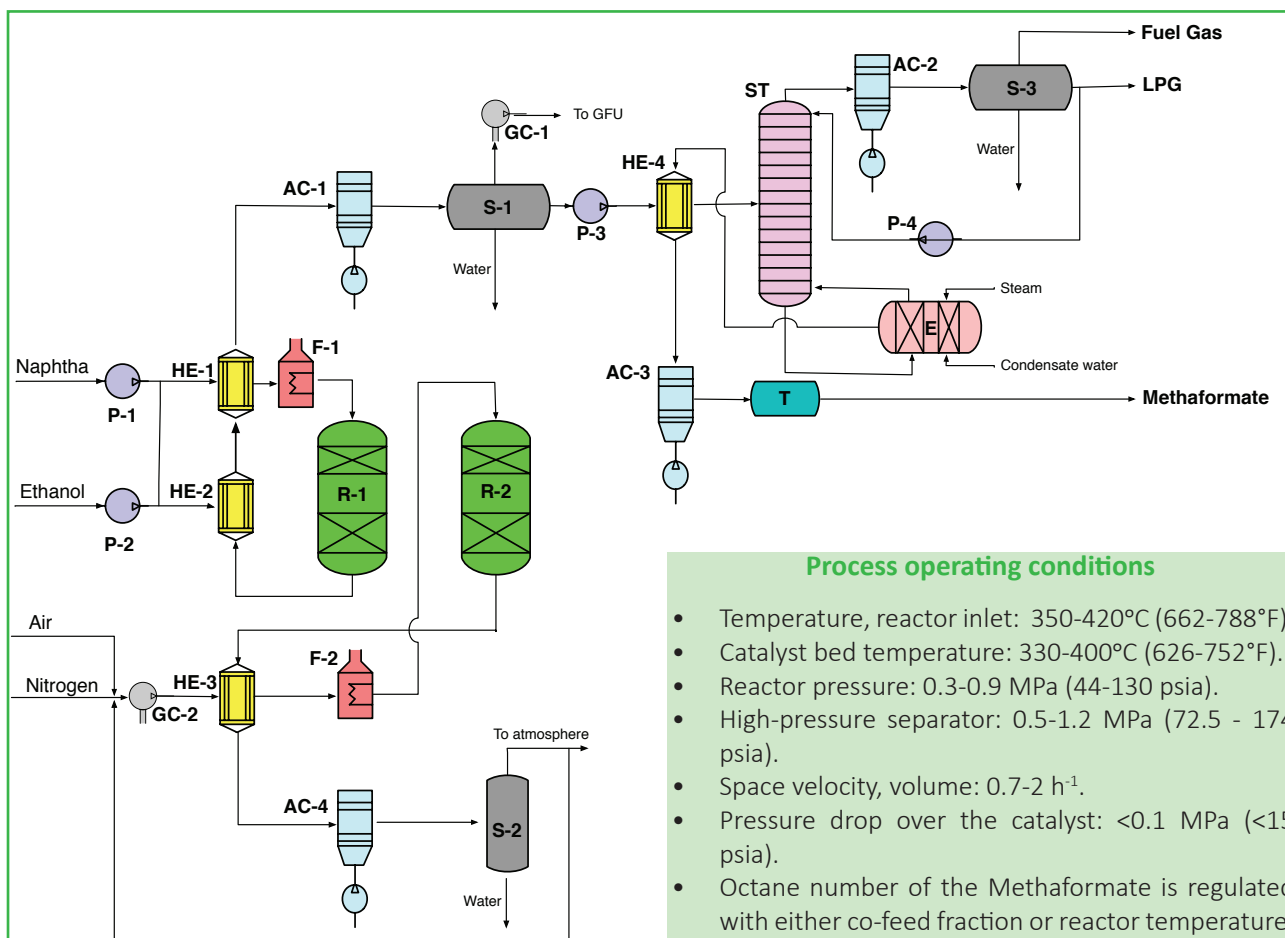 Fuel Gas
AC-2
S-3
LPG
ST
To GFU
GC-1
HE-4
Water
AC-1
S-1
P-3
P-4
Water
Steam
E
F-1
Naphtha
HE-1
Condensate water
AC-3
T
Methaformate
P-1
Ethanol
HE-2
R-1
R-2
P-2
Process operating conditions
• Temperature, reactor inlet: 350-420°C (662-788°F)
• Catalyst bed temperature: 330-400°C (626-752°F).
• Reactor pressure: 0.3-0.9 MPa (44-130 psia).
• High-pressure separator: 0.5-1.2 MPa (72.5 - 174
psia).
• Space velocity, volume: 0.7-2 h⁻¹.
• Pressure drop over the catalyst: <0.1 MPa (<15
psia).
• Octane number of the Methaformate is regulated
with either co-feed fraction or reactor temperature
Air
F-2
Nitrogen
HE-3
GC-2
To atmosphere
AC-4
S-2
Water